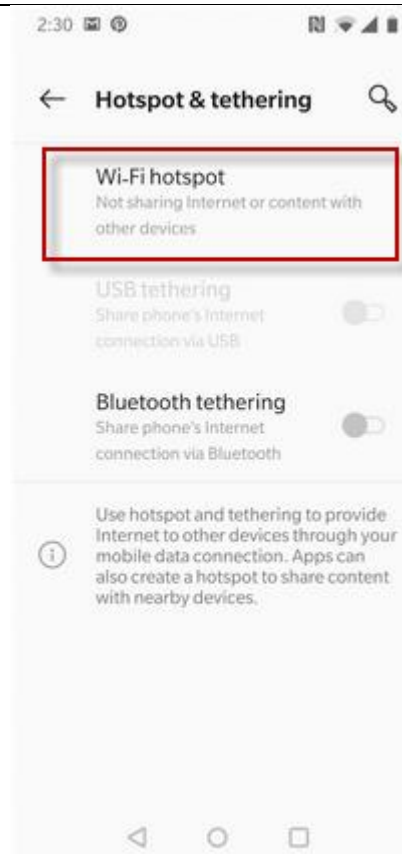 2:30
Hotspot & tethering
Wi-Fi hotspot
Not sharing Internet or content with
other devices
USB tethering
Share phone's Internet
connection via USB
Bluetooth tethering
Share phone's Internet
connection via Bluetooth
Use hotspot and tethering to provide
Internet to other devices through your
mobile data connection. Apps can
also create a hotspot to share content
with nearby devices.